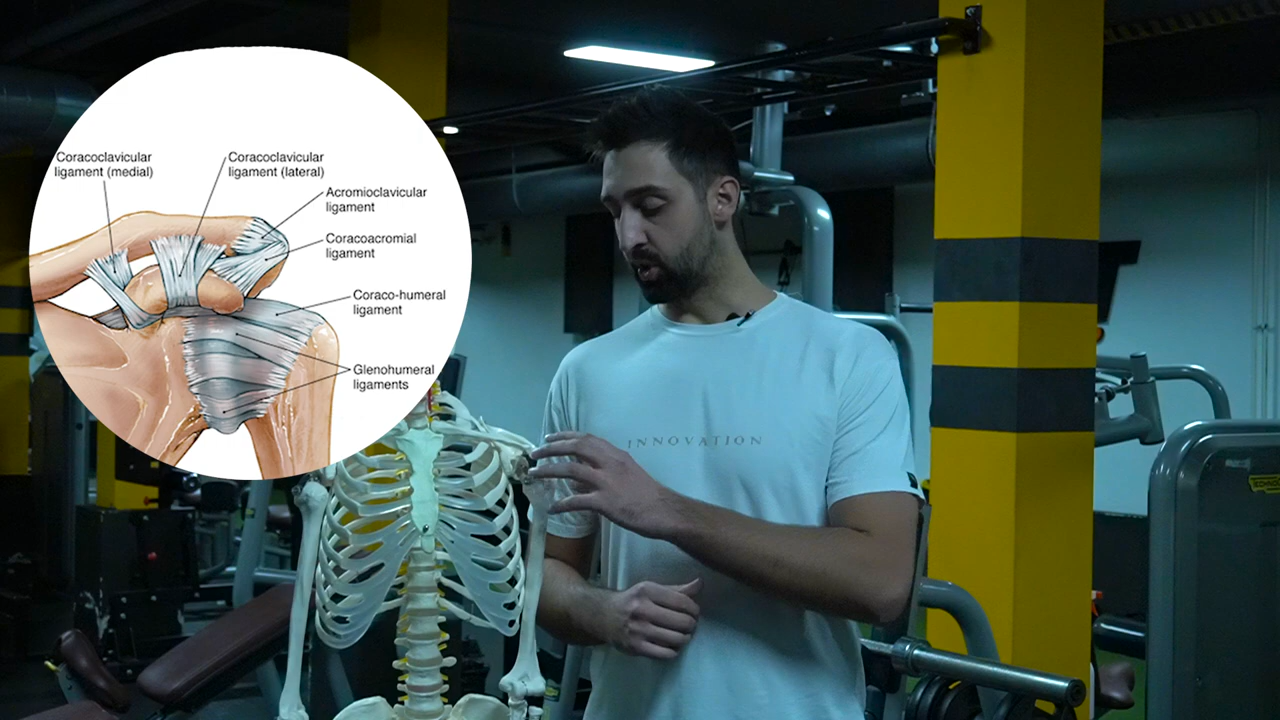 Coracoclavicular
ligament (medial)
Coracoclavicular
ligament (lateral)
Acromioclavicular
ligament
Coracoacromial
ligament
Coraco-humeral
ligament
Glenohumeral
ligaments
INNOVATION